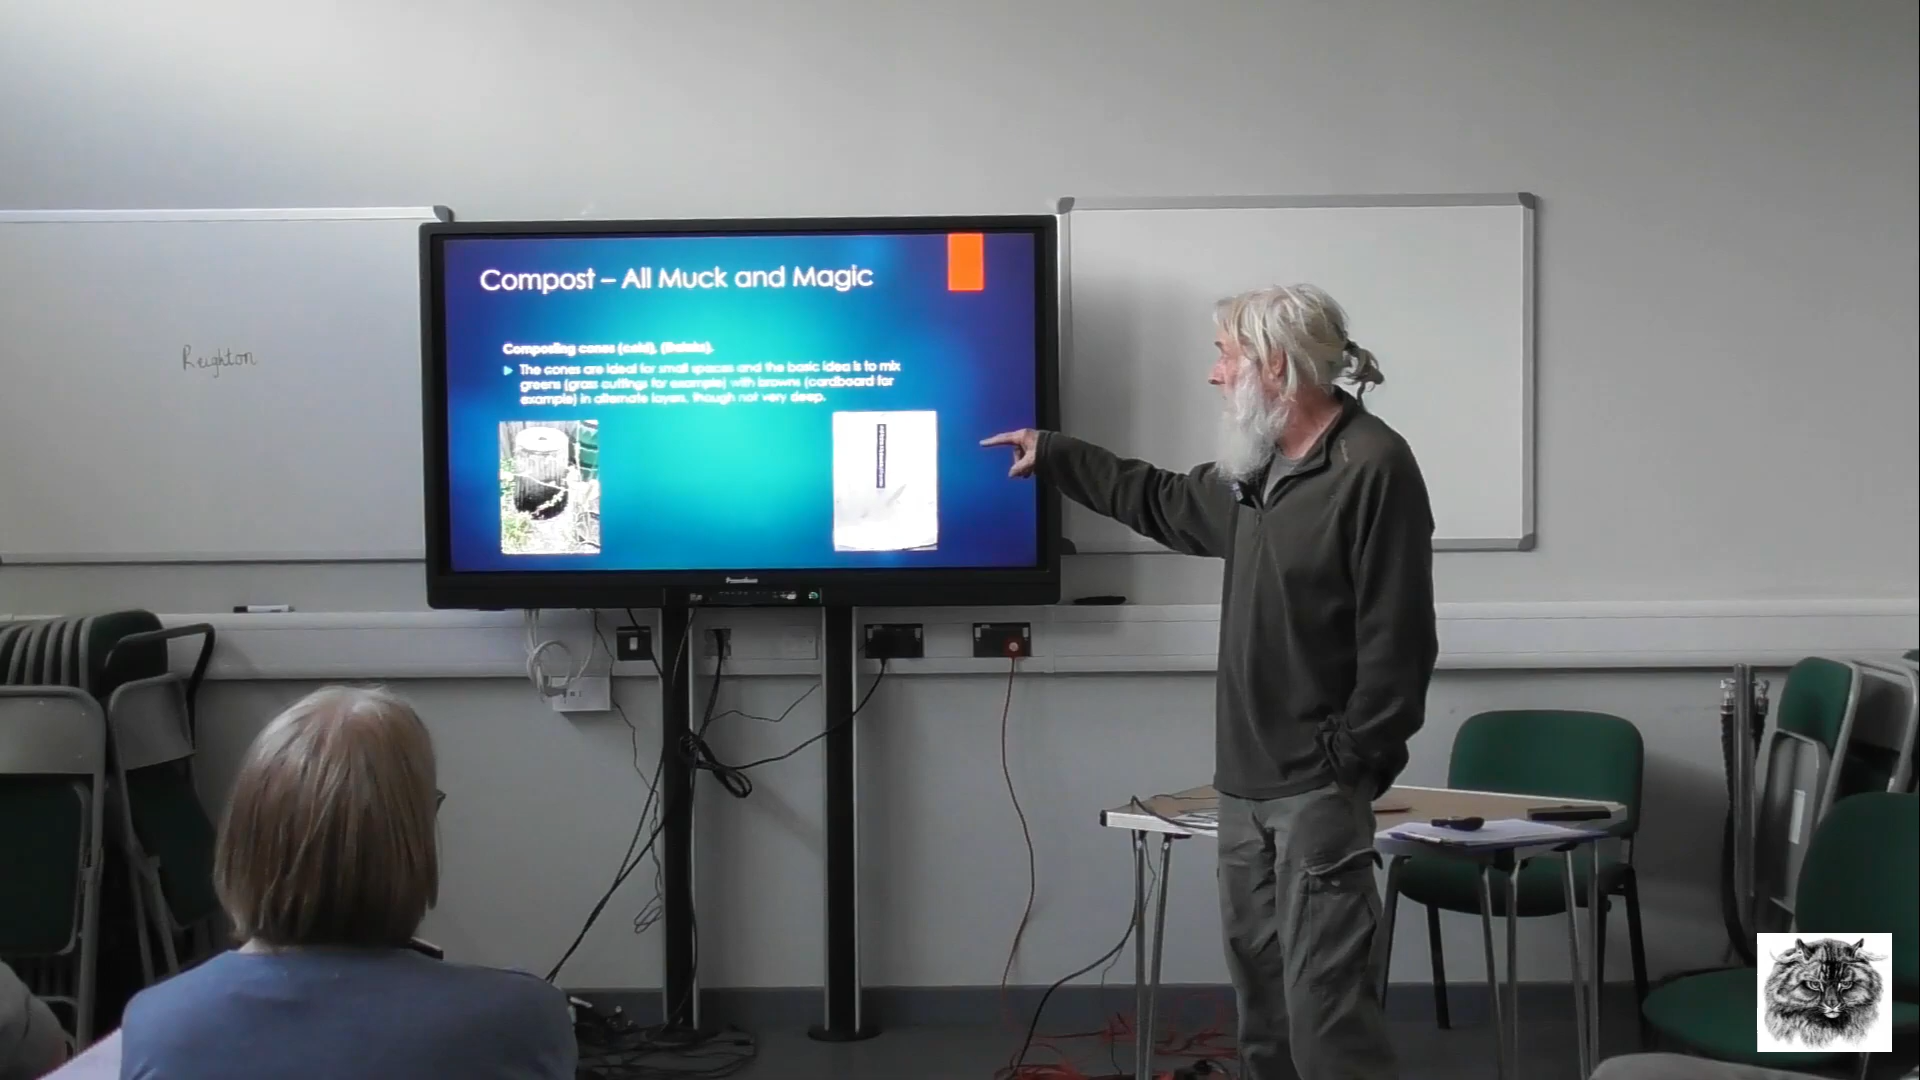 Reighton
Compost – All Muck and Magic
Composting cones (cold), (Daleks).
The cones are ideal for small spaces and the basic idea is to mix
greens (grass cuttings for example) with browns (cardboard for
example) in alternate layers, though not very deep.
Promethean